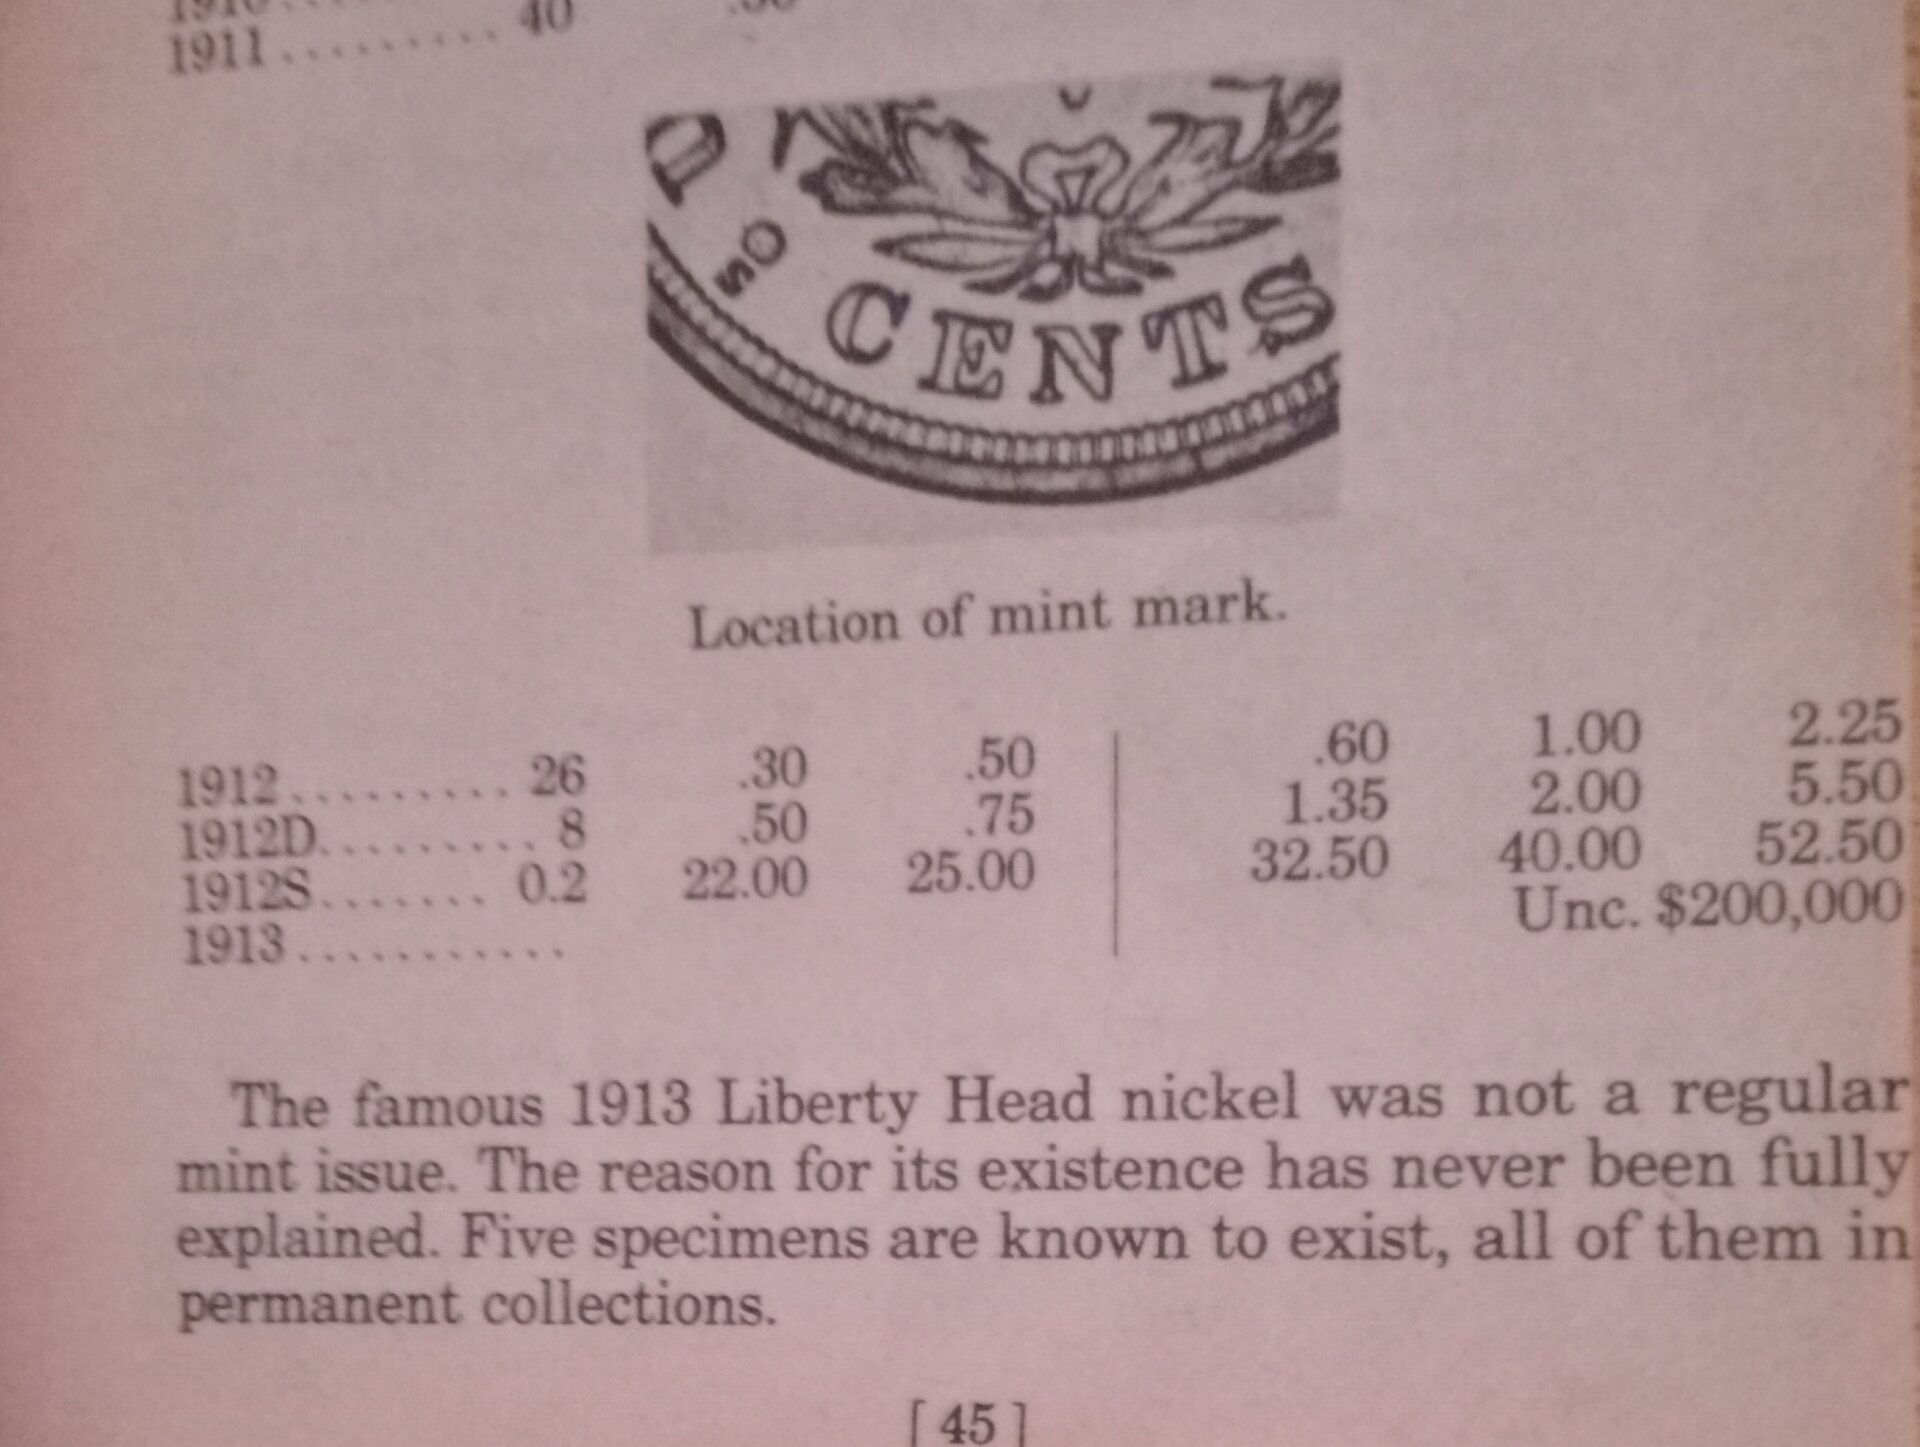 1911......... 40
CENTS
S
Location of mint mark.
1912.......... 26 .30 .50 .60 1.00 2.25
1912D.......... 8 .50 .75 1.35 2.00 5.50
1912S....... 0.2 22.00 25.00 32.50 40.00 52.50
1913........... Unc. $200,000
The famous 1913 Liberty Head nickel was not a regular
mint issue. The reason for its existence has never been fully
explained. Five specimens are known to exist, all of them in
permanent collections.
[ 45 ]